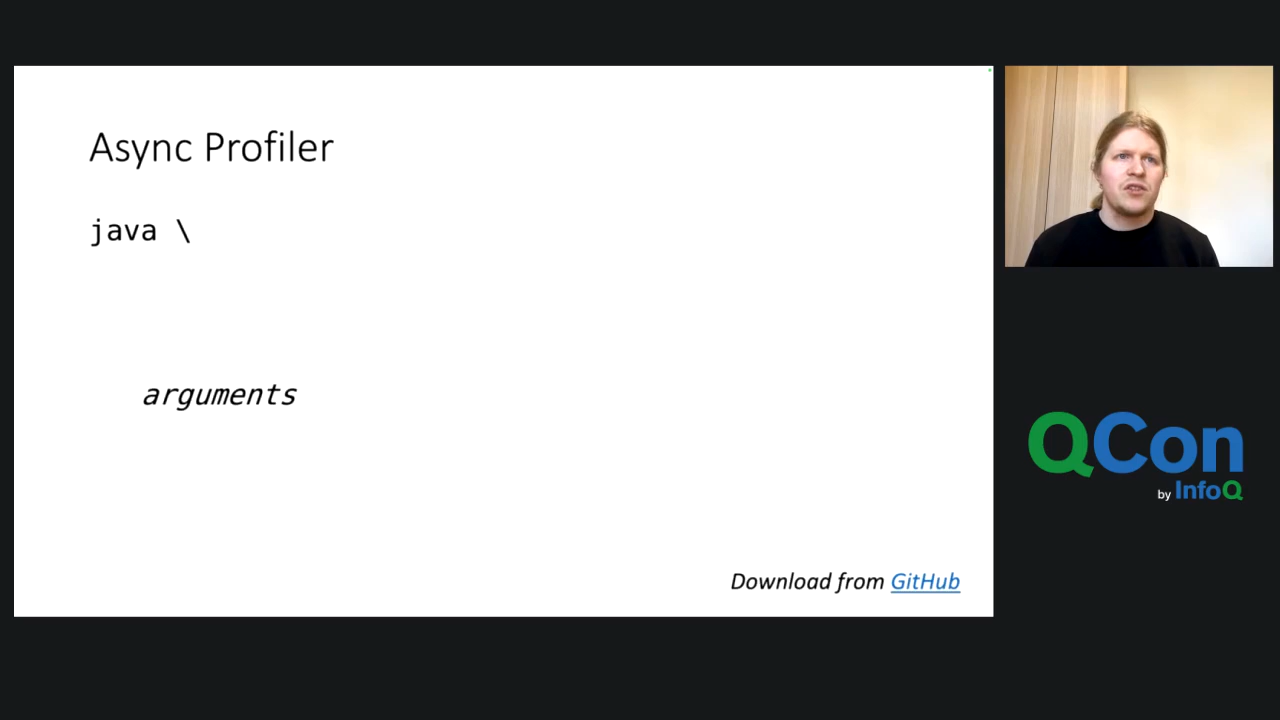 Async Profiler
java \
arguments
Download from GitHub
QCon
by InfoQ